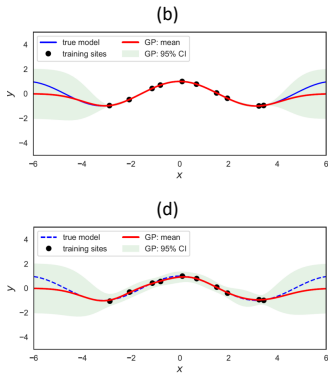 (b)
true model GP: mean
training sites GP: 95% CI
4
2
0
−2
−4
y
−6 −4 −2 0 2 4 6
x
(d)
true model GP: mean
training sites GP: 95% CI
4
2
0
−2
−4
y
−6 −4 −2 0 2 4 6
x